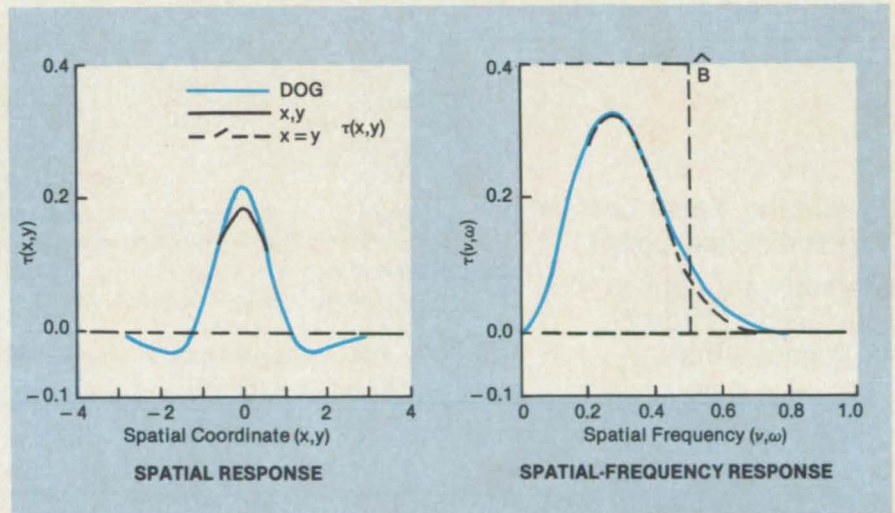 0.4
0.2
0.0
−0.1
τ(x,y)
DOG
x,y
x = y τ(x,y)
−4 −2 0 2 4
Spatial Coordinate (x,y)
SPATIAL RESPONSE
0.4
0.2
0.0
−0.1
τ(ν,ω)
B̂
0 0.2 0.4 0.6 0.8 1.0
Spatial Frequency (ν,ω)
SPATIAL-FREQUENCY RESPONSE